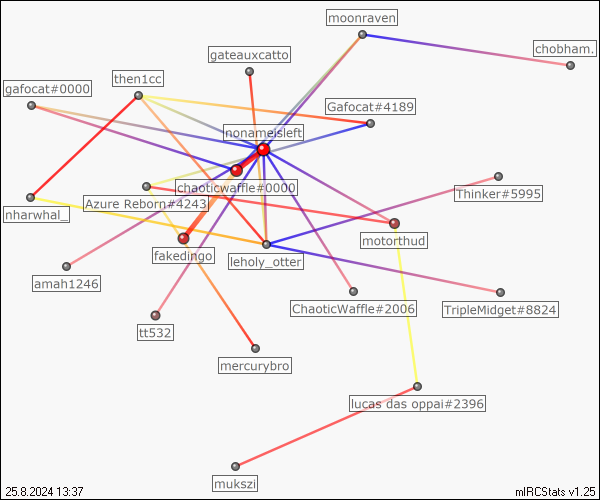 moonraven
chobham.
gateauxcatto
then1cc
gafocat#0000
Gafocat#4189
nonameisleft
chaoticwaffle#0000
Thinker#5995
Azure Reborn#4243
nharwhal_
motorthud
fakedingo
leholy_otter
amah1246
ChaoticWaffle#2006
TripleMidget#8824
tt532
mercurybro
lucas das oppai#2396
mukszi
25.8.2024 13:37
mIRCStats v1.25